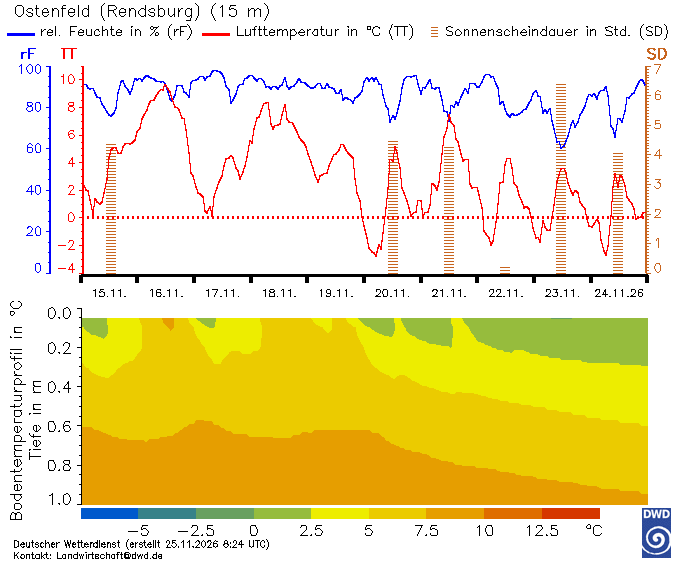 Ostenfeld (Rendsburg) (15 m)
rel. Feuchte in % (rF) Lufttemperatur in °C (TT) Sonnenscheindauer in Std. (SD)
rF TT SD
100 80 60 40 20 0
10 8 6 4 2 0 −2 −4
7 6 5 4 3 2 1 0
15.11. 16.11. 17.11. 18.11. 19.11. 20.11. 21.11. 22.11. 23.11. 24.11.26
Bodentemperaturprofil in °C
Tiefe in m
0.0 0.2 0.4 0.6 0.8 1.0
−5 −2.5 0 2.5 5 7.5 10 12.5 °C
Deutscher Wetterdienst (erstellt 25.11.2026 8:24 UTC)
Kontakt: Landwirtschaft@dwd.de
DWD